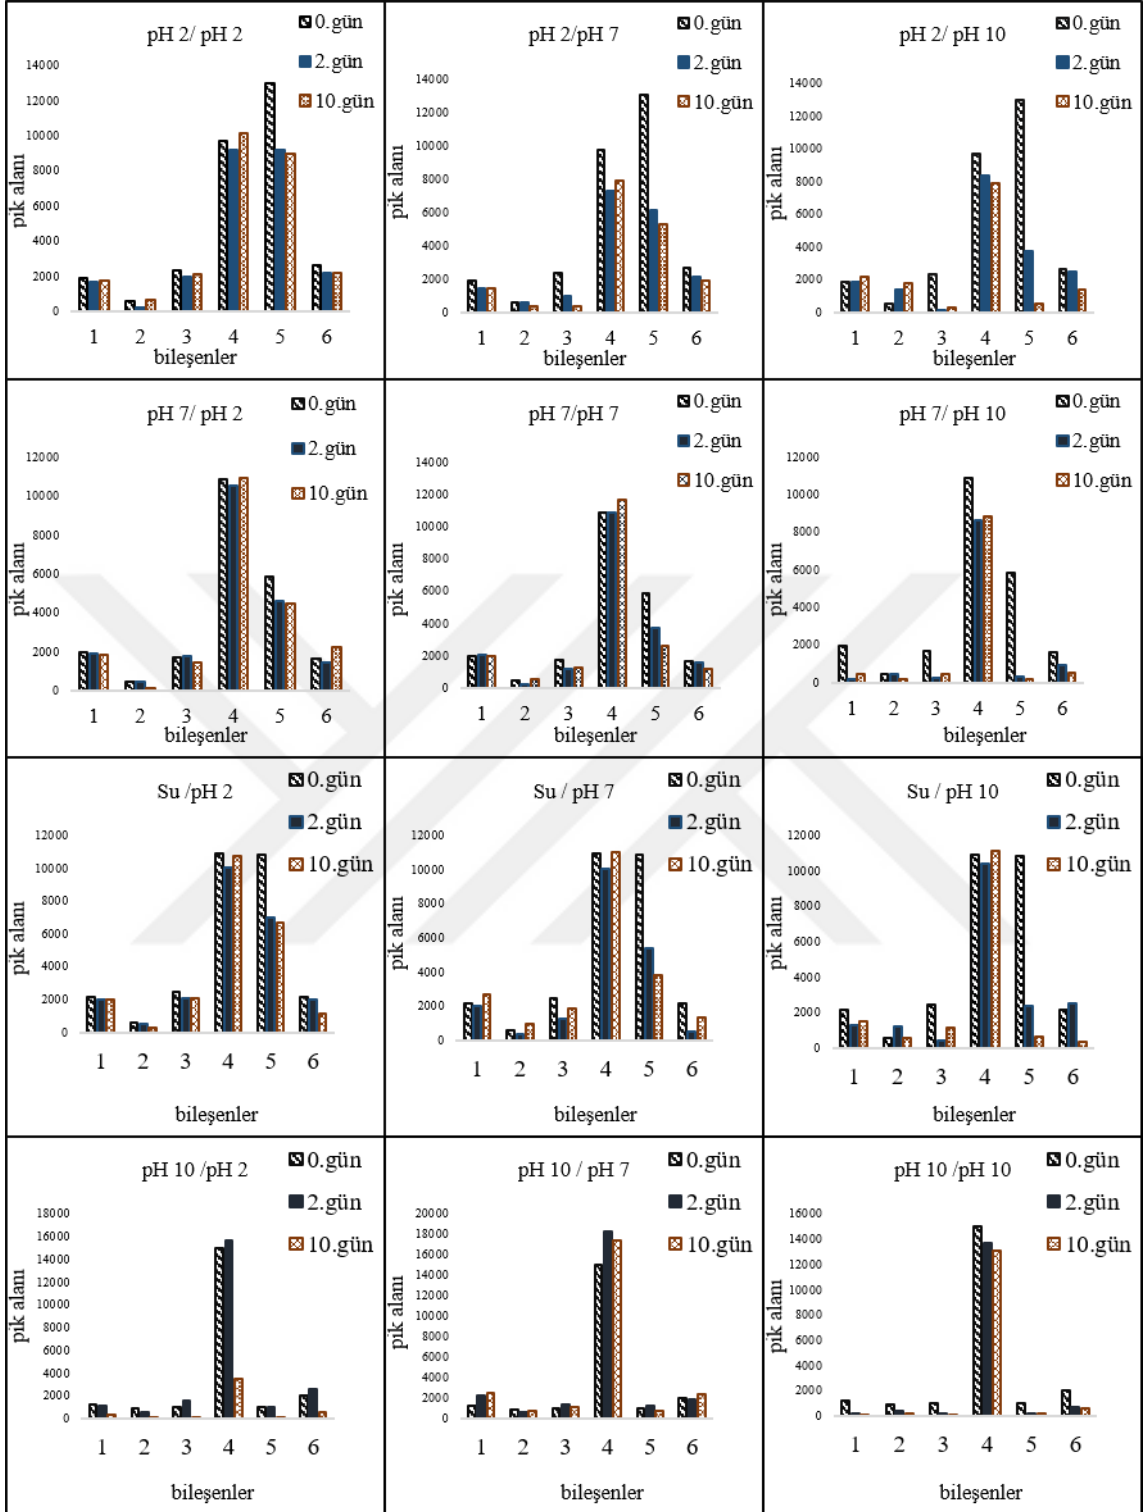 pH 2/ pH 2
0.gün
2.gün
10.gün
14000
12000
10000
8000
6000
4000
2000
0
pik alanı
1 2 3 4 5 6
bileşenler
pH 2/pH 7
0.gün
2.gün
10.gün
14000
12000
10000
8000
6000
4000
2000
0
pik alanı
1 2 3 4 5 6
bileşenler
pH 2/ pH 10
0.gün
2.gün
10.gün
14000
12000
10000
8000
6000
4000
2000
0
pik alanı
1 2 3 4 5 6
bileşenler
pH 7/ pH 2
0.gün
2.gün
10.gün
12000
10000
8000
6000
4000
2000
0
pik alanı
1 2 3 4 5 6
bileşenler
pH 7/pH 7
0.gün
2.gün
10.gün
14000
12000
10000
8000
6000
4000
2000
0
pik alanı
1 2 3 4 5 6
bileşenler
pH 7/ pH 10
0.gün
2.gün
10.gün
12000
10000
8000
6000
4000
2000
0
pik alanı
1 2 3 4 5 6
bileşenler
Su /pH 2
0.gün
2.gün
10.gün
12000
10000
8000
6000
4000
2000
0
pik alanı
1 2 3 4 5 6
bileşenler
Su / pH 7
0.gün
2.gün
10.gün
12000
10000
8000
6000
4000
2000
0
pik alanı
1 2 3 4 5 6
bileşenler
Su / pH 10
0.gün
2.gün
10.gün
12000
10000
8000
6000
4000
2000
0
pik alanı
1 2 3 4 5 6
bileşenler
pH 10 /pH 2
0.gün
2.gün
10.gün
18000
16000
14000
12000
10000
8000
6000
4000
2000
0
pik alanı
1 2 3 4 5 6
bileşenler
pH 10 / pH 7
0.gün
2.gün
10.gün
20000
18000
16000
14000
12000
10000
8000
6000
4000
2000
0
pik alanı
1 2 3 4 5 6
bileşenler
pH 10 /pH 10
0.gün
2.gün
10.gün
16000
14000
12000
10000
8000
6000
4000
2000
0
pik alanı
1 2 3 4 5 6
bileşenler